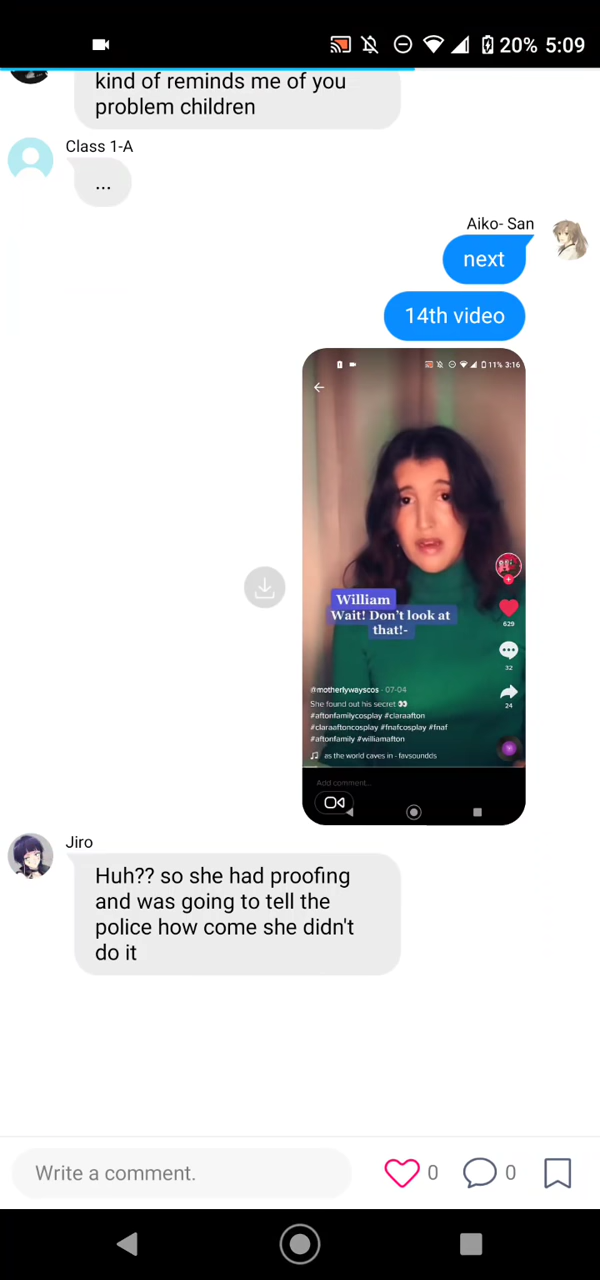 20% 5:09
kind of reminds me of you
problem children
Class 1-A
...
Aiko- San
next
14th video
11% 3:16
William
Wait! Don't look at
that!-
629
32
24
@motherlywayscos · 07-04
She found out his secret 👀
#aftonfamilycosplay #claraafton
#claraaftoncosplay #fnafcosplay #fnaf
#aftonfamily #williamafton
as the world caves in - favsoundds
Add comment...
Jiro
Huh?? so she had proofing
and was going to tell the
police how come she didn't
do it
Write a comment.
0
0